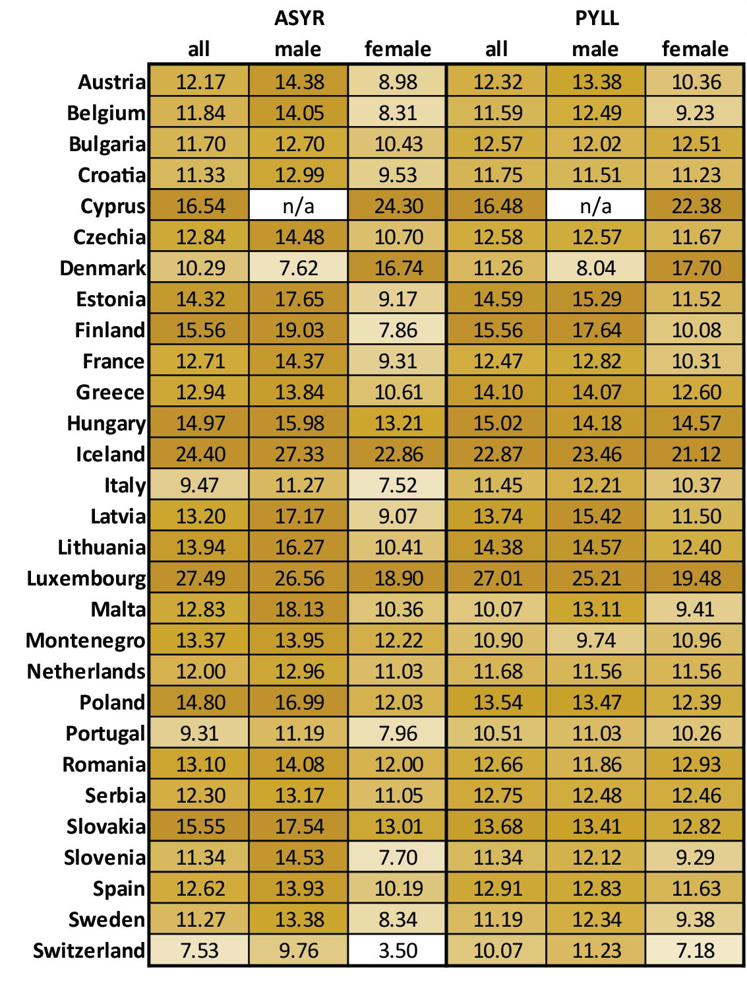 ASYR PYLL
all male female all male female
Austria 12.17 14.38 8.98 12.32 13.38 10.36
Belgium 11.84 14.05 8.31 11.59 12.49 9.23
Bulgaria 11.70 12.70 10.43 12.57 12.02 12.51
Croatia 11.33 12.99 9.53 11.75 11.51 11.23
Cyprus 16.54 n/a 24.30 16.48 n/a 22.38
Czechia 12.84 14.48 10.70 12.58 12.57 11.67
Denmark 10.29 7.62 16.74 11.26 8.04 17.70
Estonia 14.32 17.65 9.17 14.59 15.29 11.52
Finland 15.56 19.03 7.86 15.56 17.64 10.08
France 12.71 14.37 9.31 12.47 12.82 10.31
Greece 12.94 13.84 10.61 14.10 14.07 12.60
Hungary 14.97 15.98 13.21 15.02 14.18 14.57
Iceland 24.40 27.33 22.86 22.87 23.46 21.12
Italy 9.47 11.27 7.52 11.45 12.21 10.37
Latvia 13.20 17.17 9.07 13.74 15.42 11.50
Lithuania 13.94 16.27 10.41 14.38 14.57 12.40
Luxembourg 27.49 26.56 18.90 27.01 25.21 19.48
Malta 12.83 18.13 10.36 10.07 13.11 9.41
Montenegro 13.37 13.95 12.22 10.90 9.74 10.96
Netherlands 12.00 12.96 11.03 11.68 11.56 11.56
Poland 14.80 16.99 12.03 13.54 13.47 12.39
Portugal 9.31 11.19 7.96 10.51 11.03 10.26
Romania 13.10 14.08 12.00 12.66 11.86 12.93
Serbia 12.30 13.17 11.05 12.75 12.48 12.46
Slovakia 15.55 17.54 13.01 13.68 13.41 12.82
Slovenia 11.34 14.53 7.70 11.34 12.12 9.29
Spain 12.62 13.93 10.19 12.91 12.83 11.63
Sweden 11.27 13.38 8.34 11.19 12.34 9.38
Switzerland 7.53 9.76 3.50 10.07 11.23 7.18